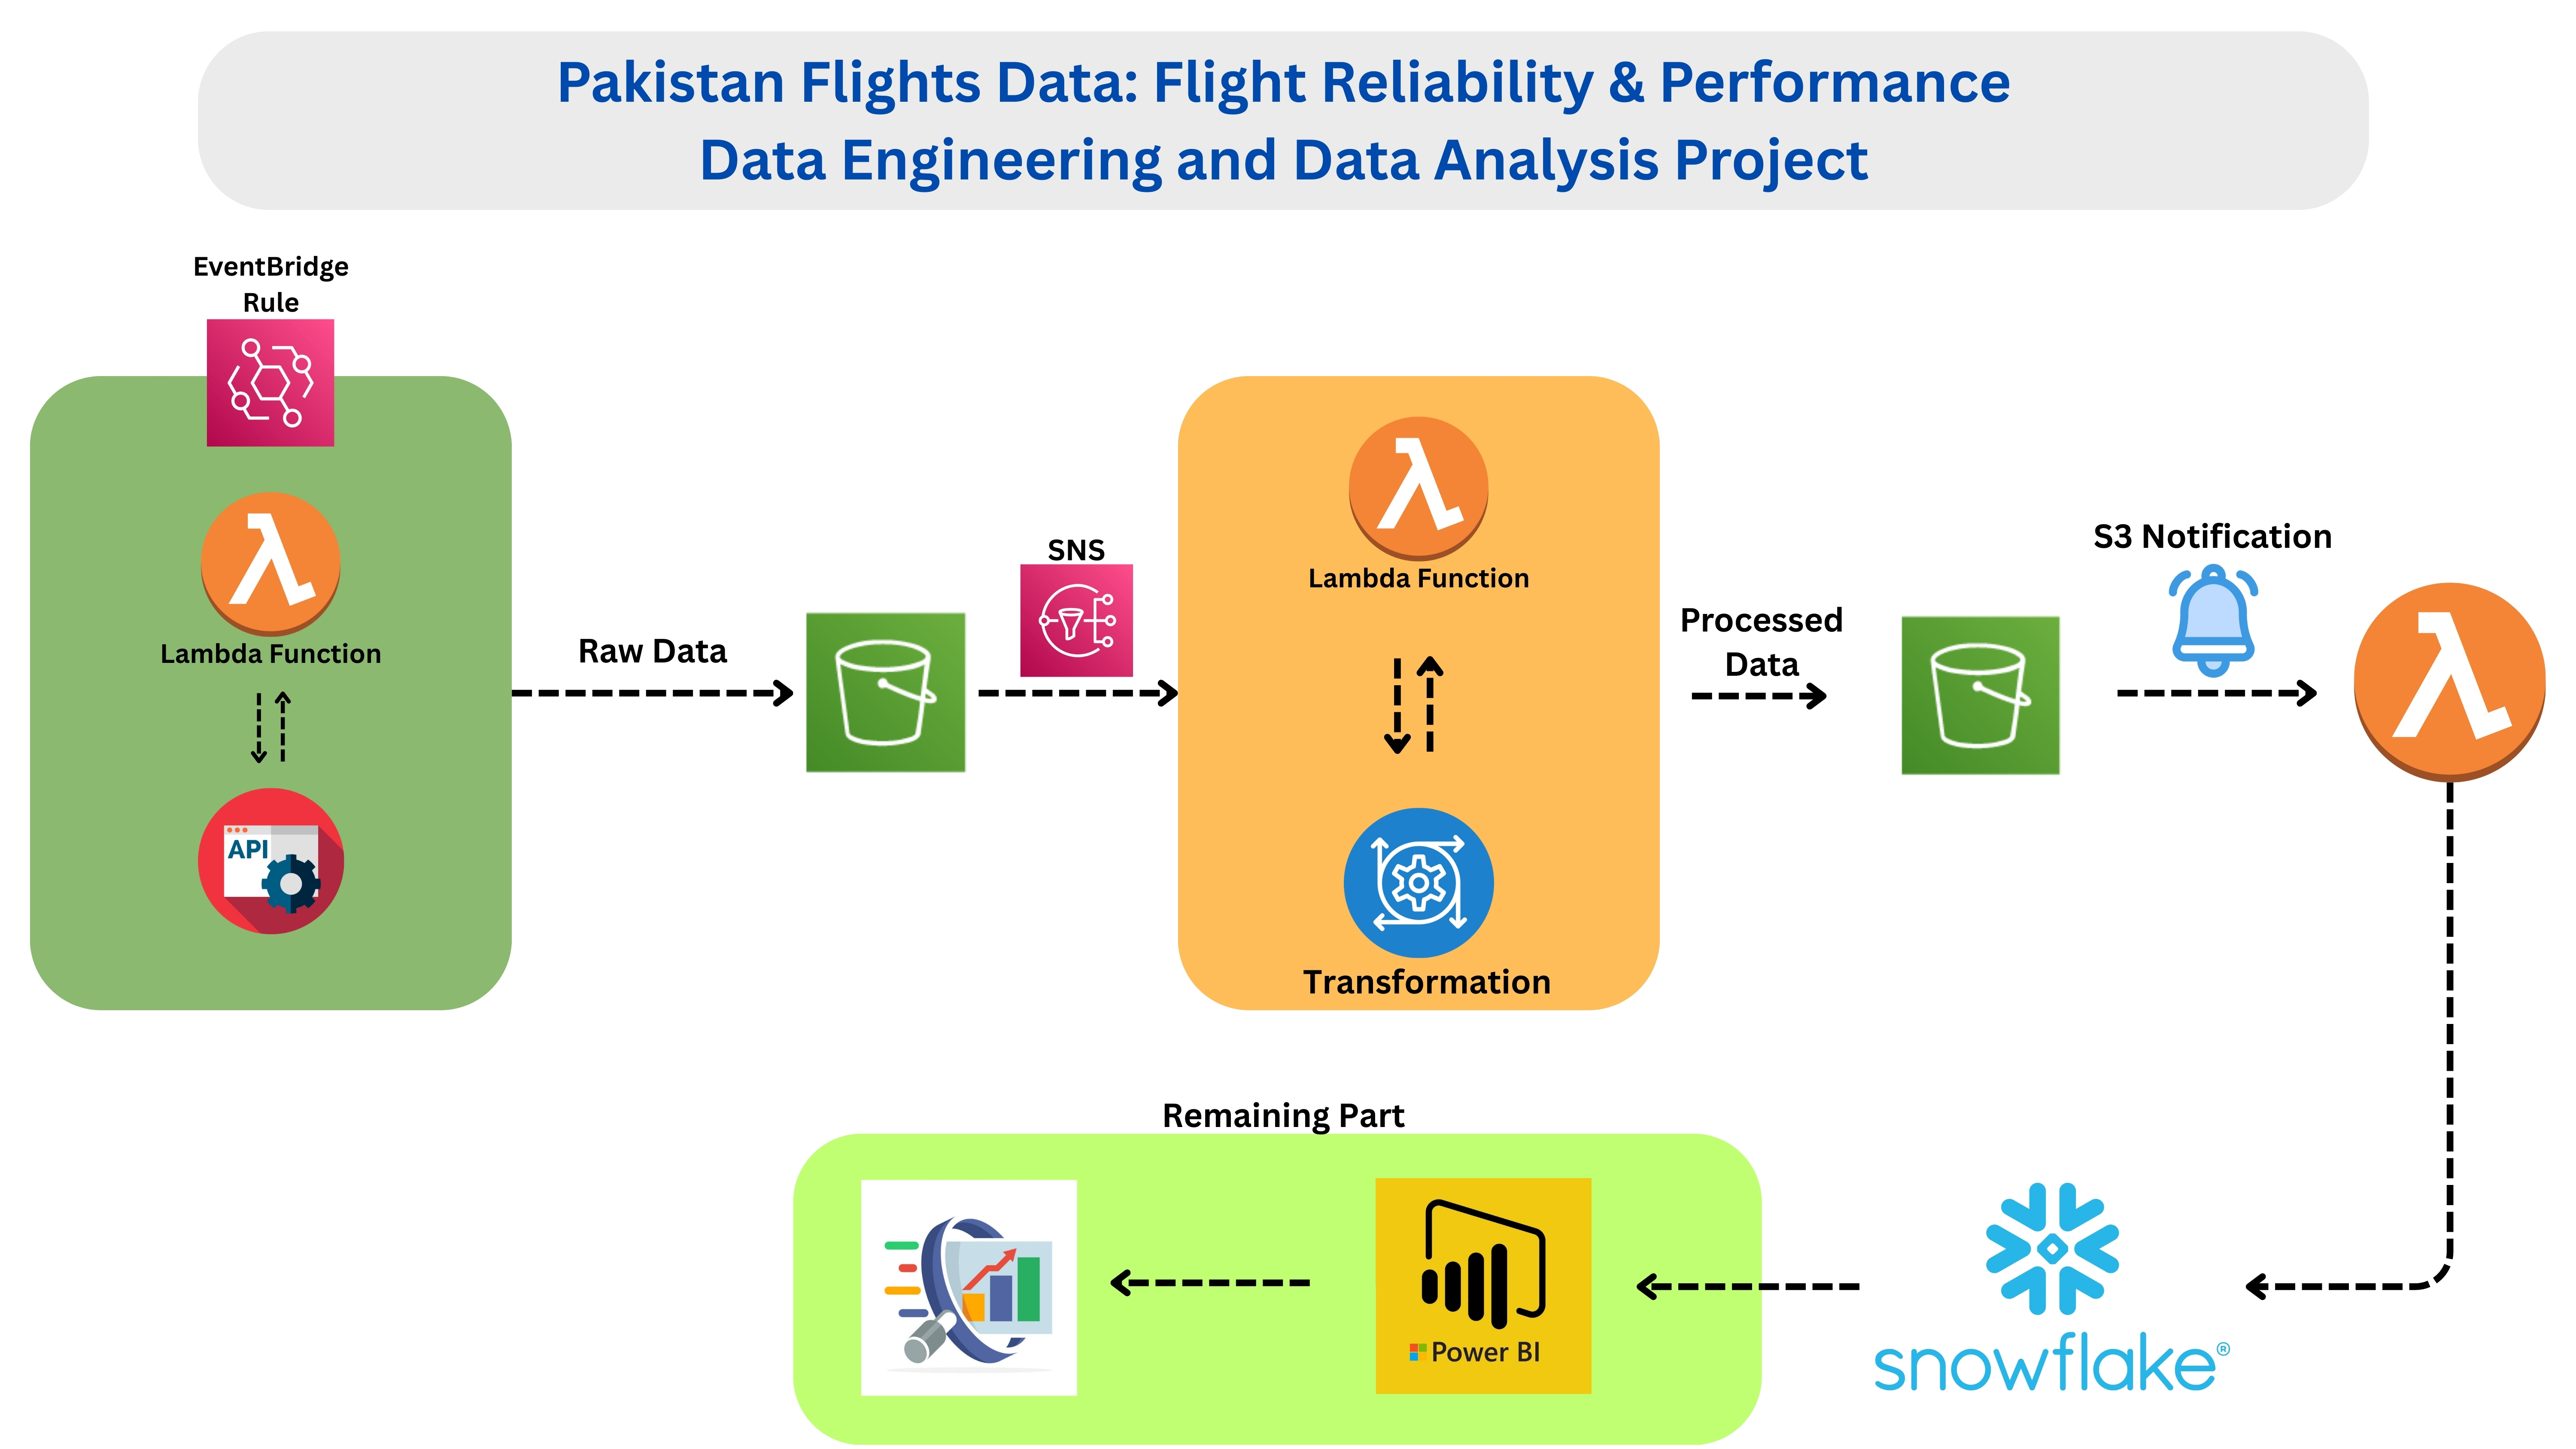 Pakistan Flights Data: Flight Reliability & Performance
Data Engineering and Data Analysis Project
EventBridge
Rule
Lambda Function
API
Raw Data
SNS
Lambda Function
Transformation
Processed
Data
S3 Notification
Remaining Part
Power BI
snowflake®